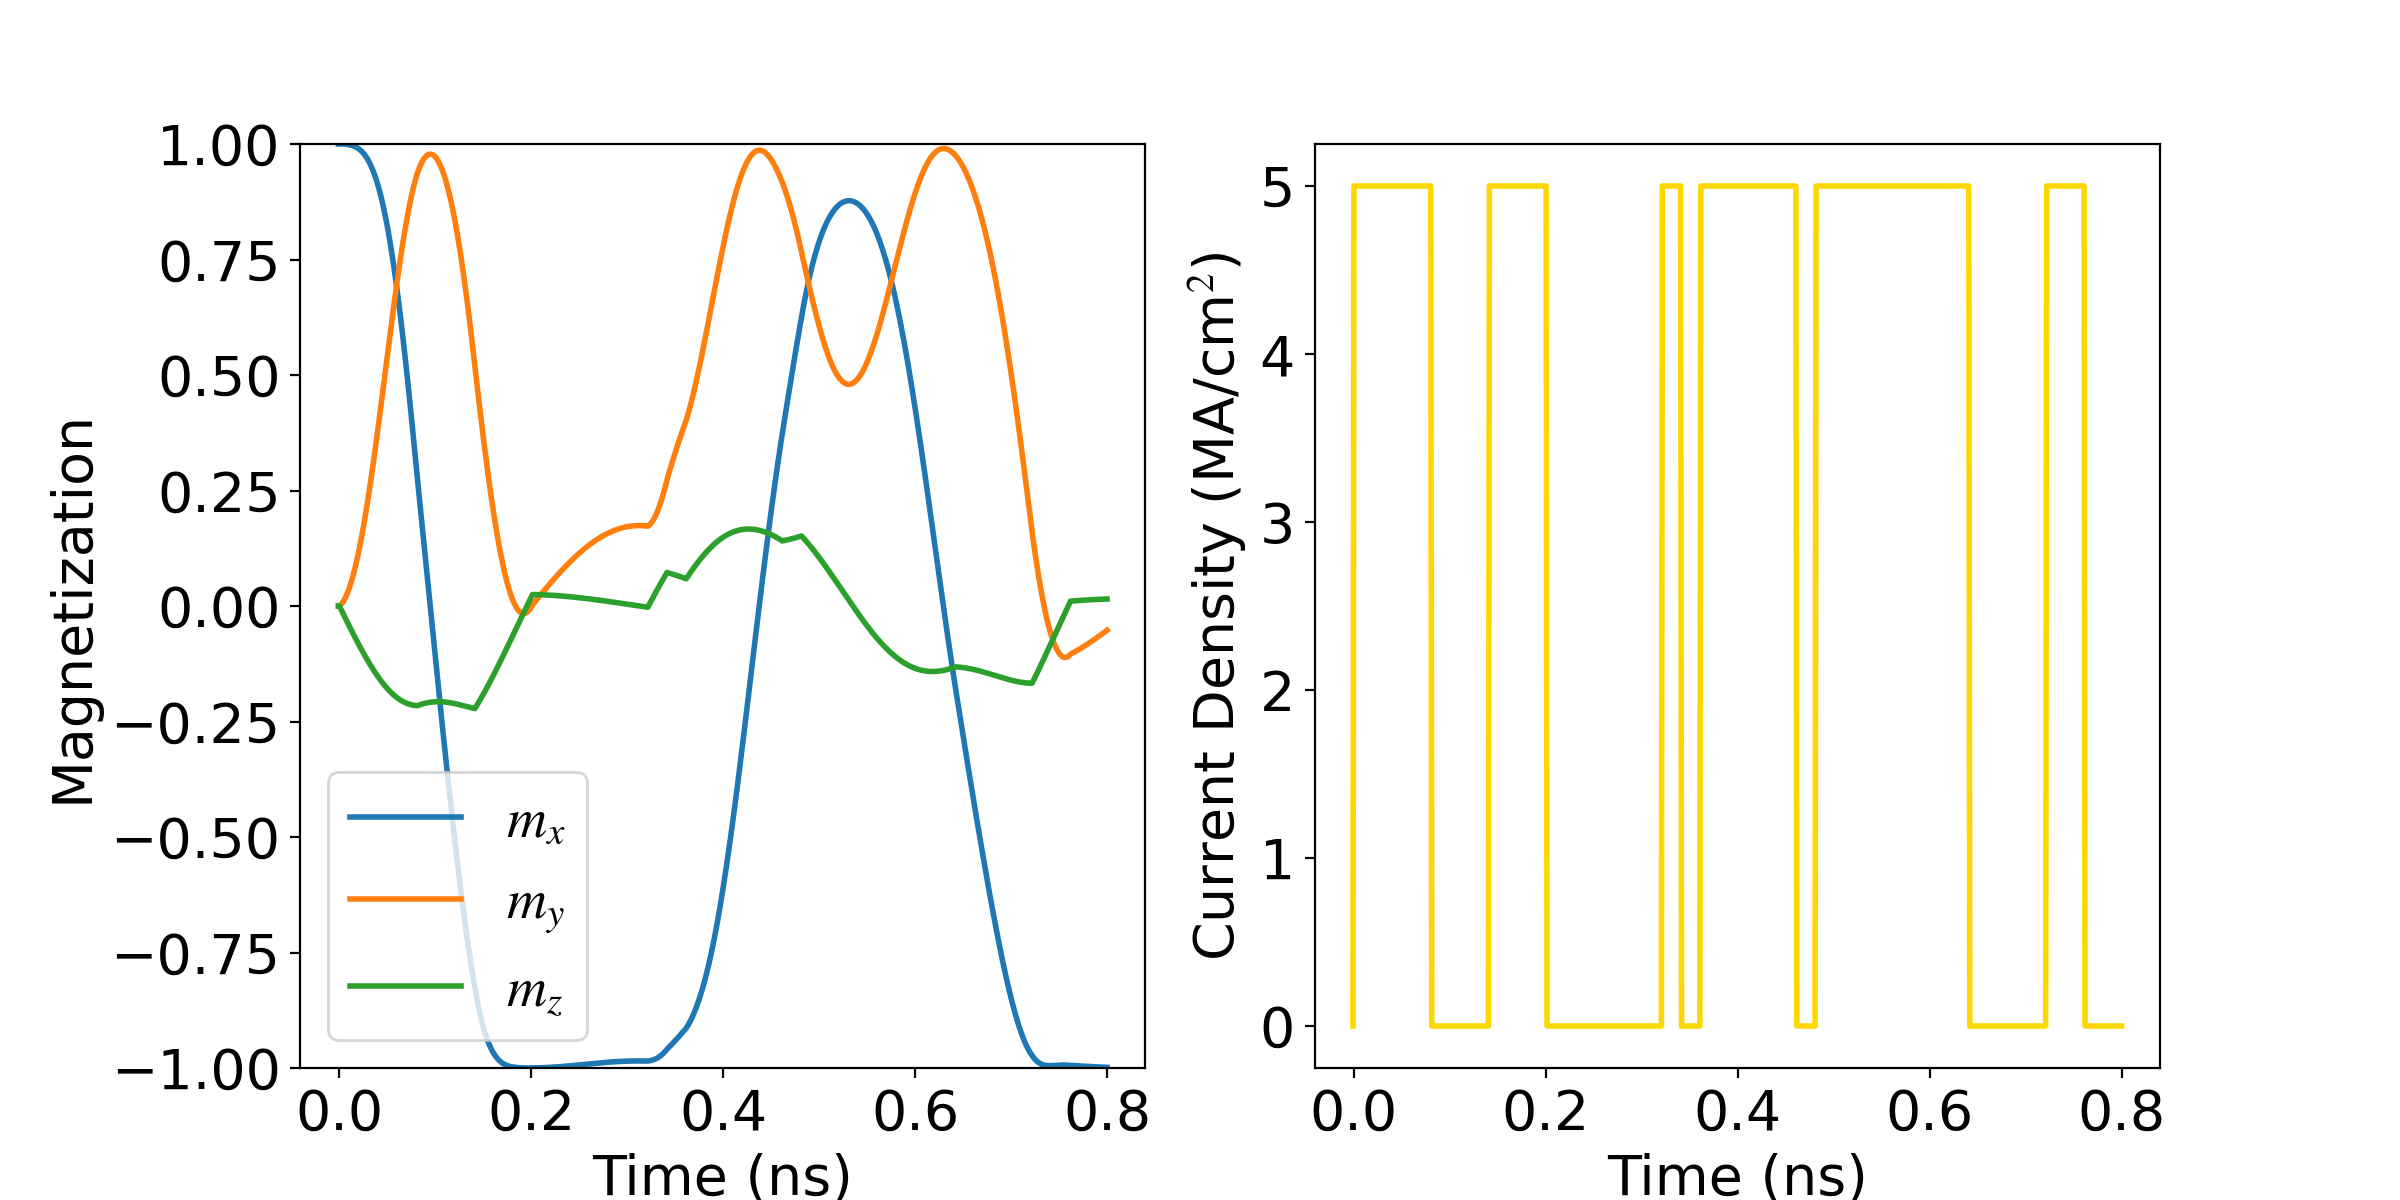 Magnetization
1.00
0.75
0.50
0.25
0.00
−0.25
−0.50
−0.75
−1.00
m_x
m_y
m_z
0.0 0.2 0.4 0.6 0.8
Time (ns)
Current Density (MA/cm²)
5
4
3
2
1
0
0.0 0.2 0.4 0.6 0.8
Time (ns)